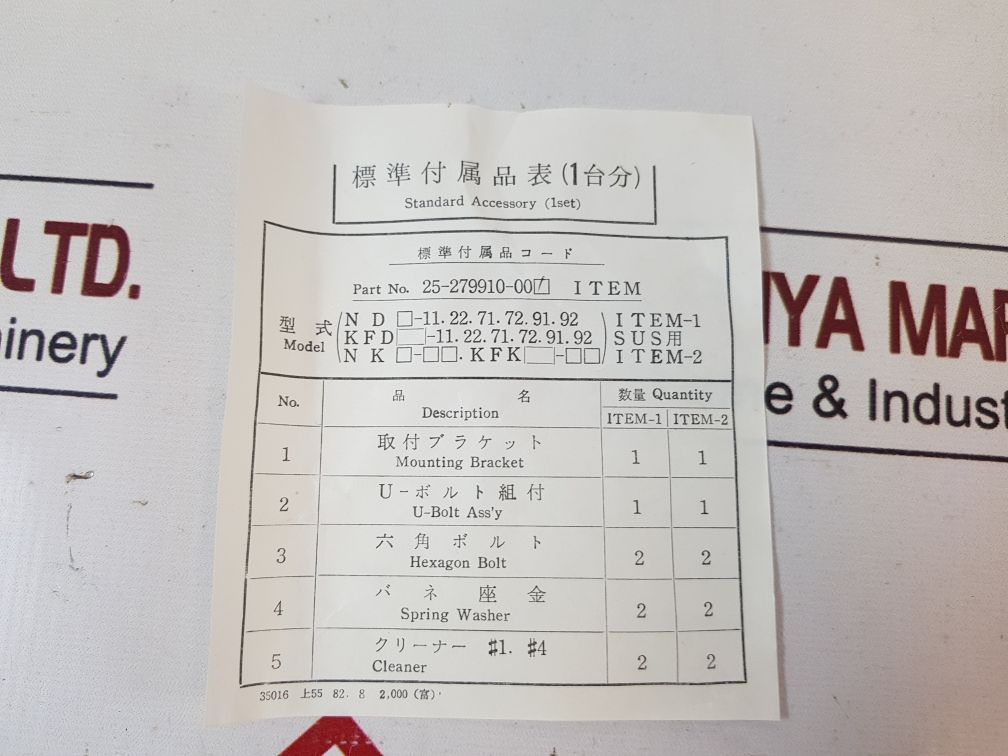 標準付属品表(1台分)
Standard Accessory (1set)
標準付属品コード
Part No. 25-279910-00□ ITEM
型式 Model
ND□-11.22.71.72.91.92 ITEM-1
KFD□-11.22.71.72.91.92 SUS用
NK□-□□. KFK□-□□ ITEM-2
No. 品名 Description 数量 Quantity
ITEM-1 ITEM-2
1 取付ブラケット 1 1
Mounting Bracket
2 U-ボルト組付 1 1
U-Bolt Ass'y
3 六角ボルト 2 2
Hexagon Bolt
4 バネ座金 2 2
Spring Washer
5 クリーナー #1. #4 2 2
Cleaner
35016 上55 82. 8 2,000 (富)
LTD.
inery
YA MAR
e & Indust